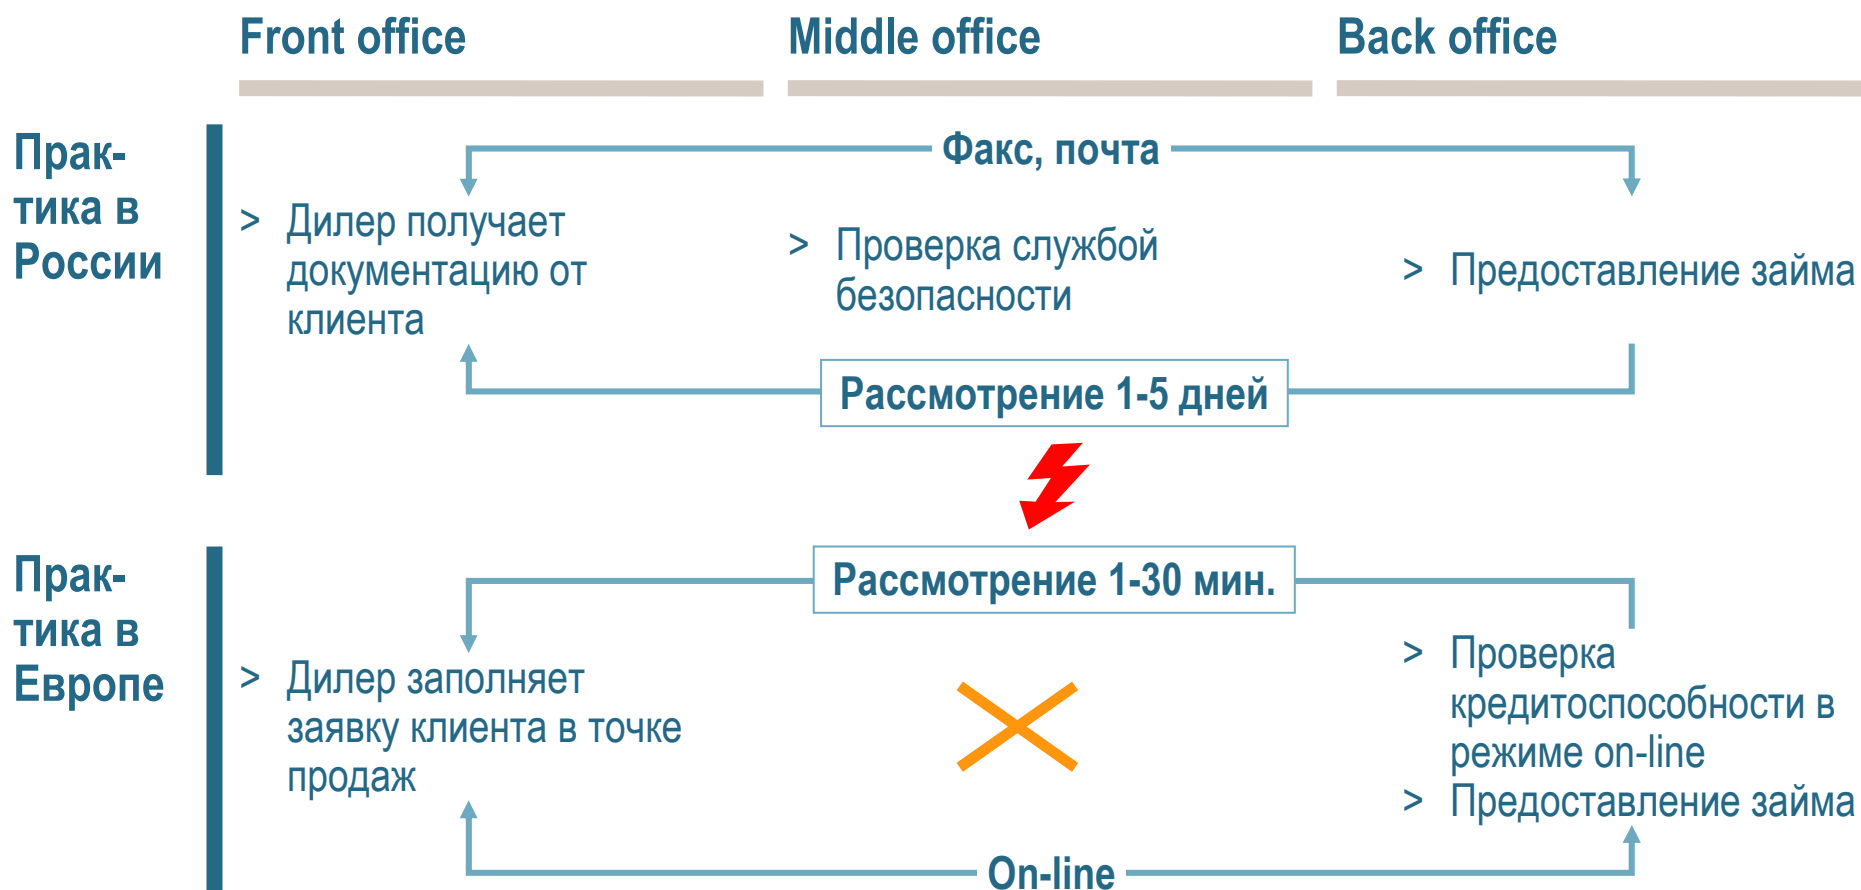 Front office
Middle office
Back office
Прак-
тика в
России
Факс, почта
> Дилер получает
документацию от
клиента
> Проверка службой
безопасности
> Предоставление займа
Рассмотрение 1-5 дней
Прак-
тика в
Европе
Рассмотрение 1-30 мин.
> Дилер заполняет
заявку клиента в точке
продаж
> Проверка
кредитоспособности в
режиме on-line
> Предоставление займа
On-line